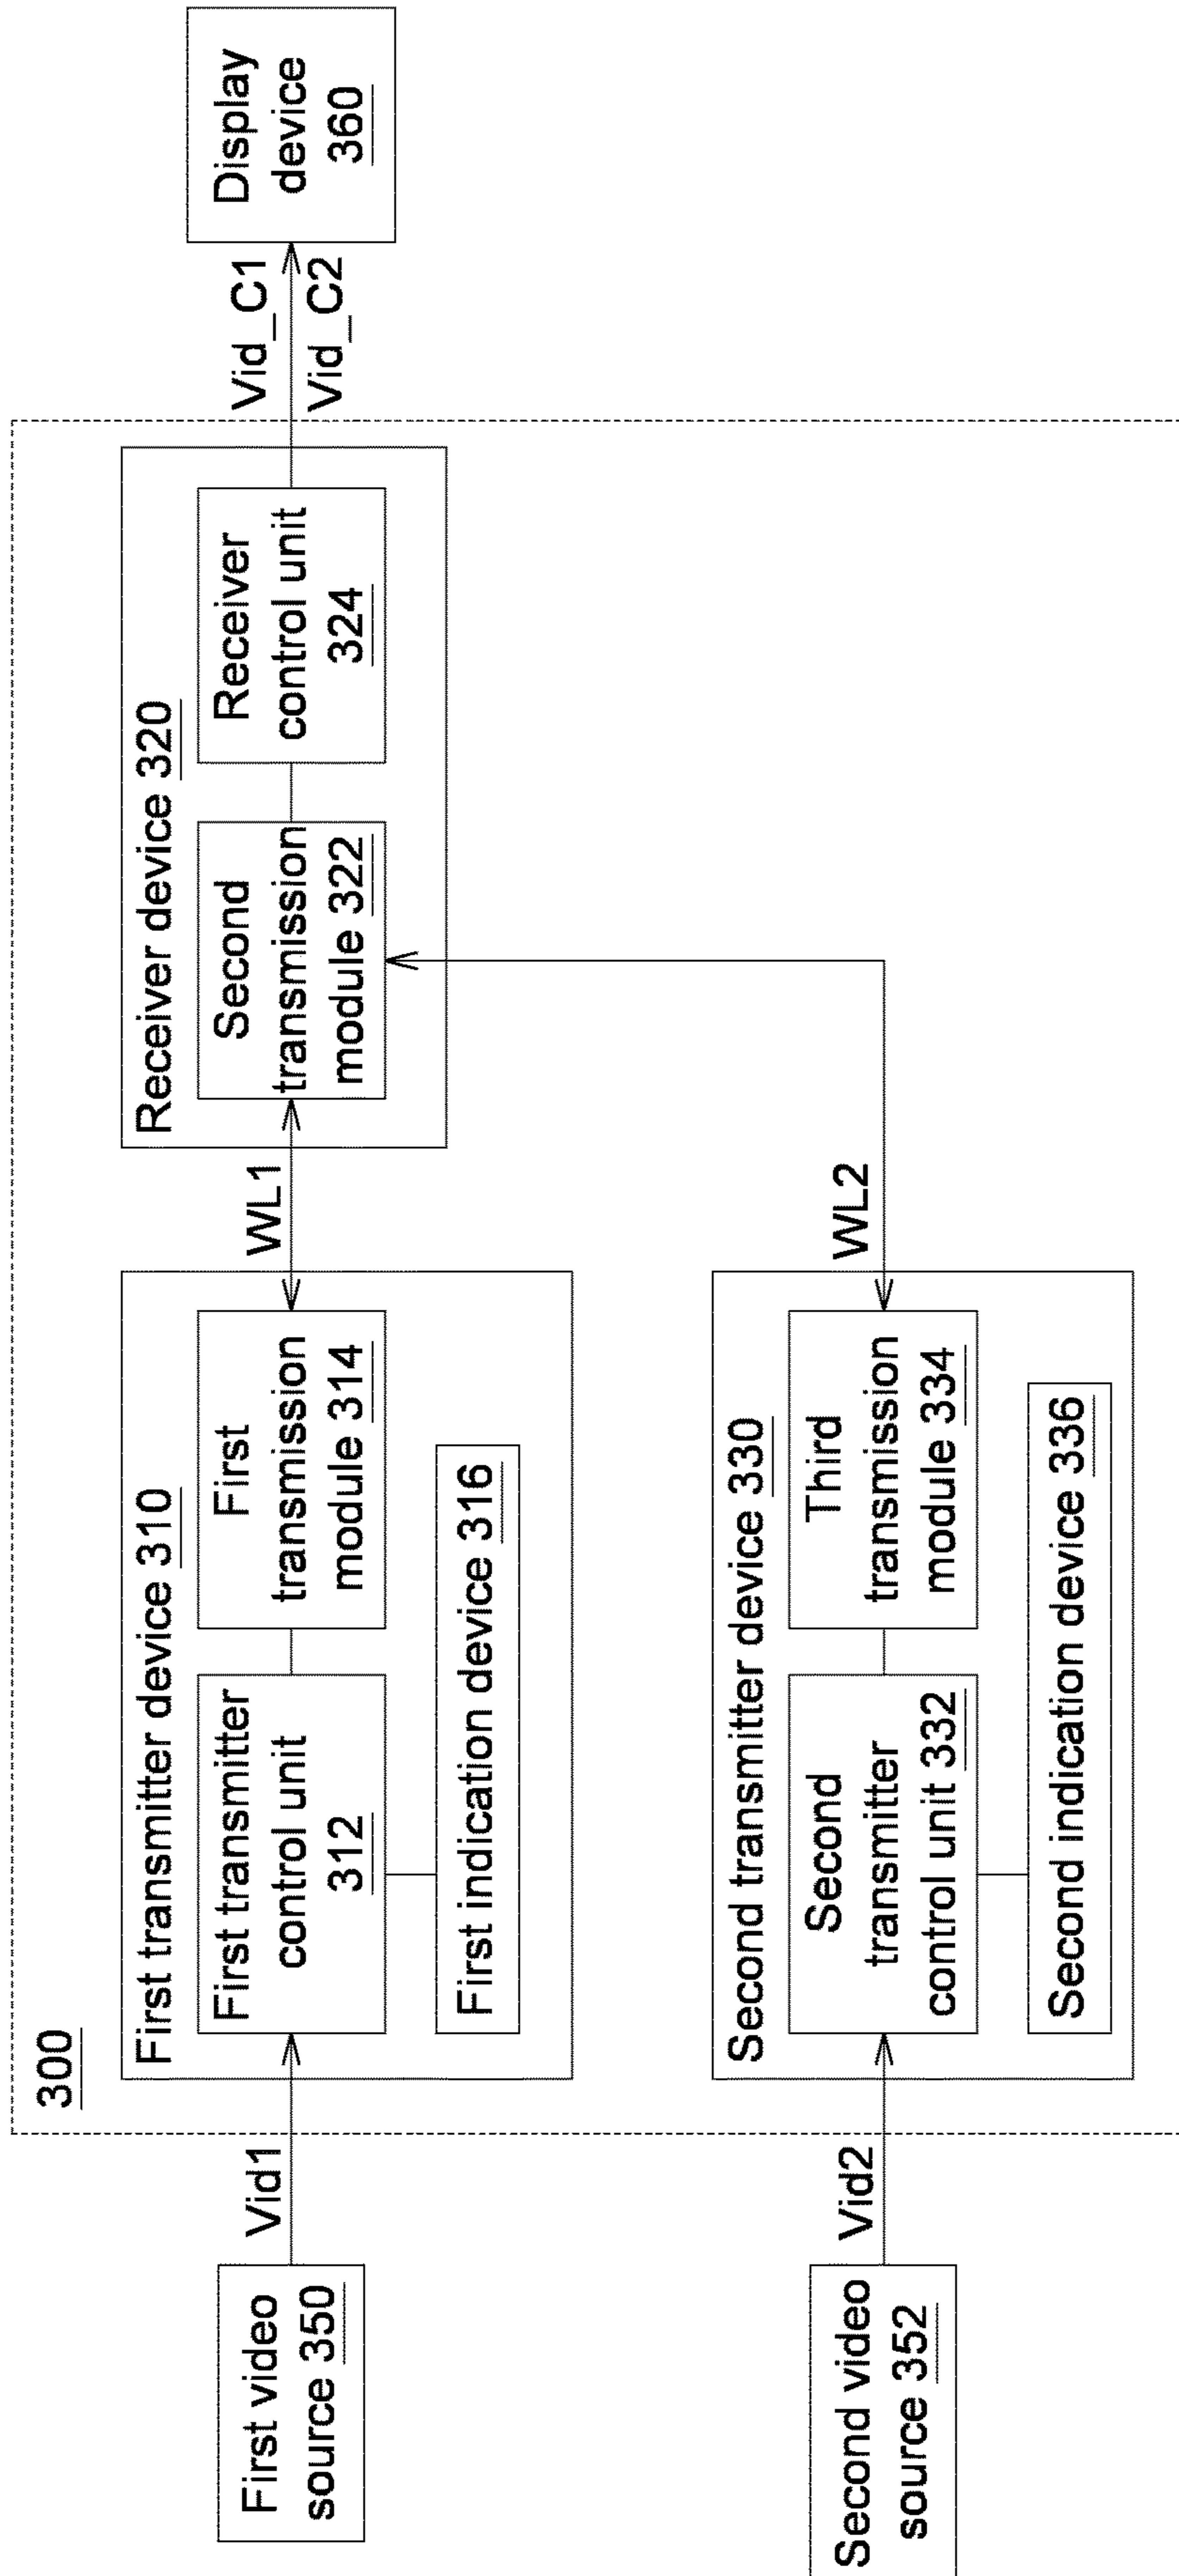 300
First transmitter device 310
First transmitter
control unit
312
First
transmission
module 314
First indication device 316
Receiver device 320
Second
transmission
module 322
Receiver
control unit
324
Display
device
360
First video
source 350
Vid1
WL1
Vid_C1
Vid_C2
Second video
source 352
Vid2
Second transmitter device 330
Second
transmitter
control unit 332
Third
transmission
module 334
Second indication device 336
WL2